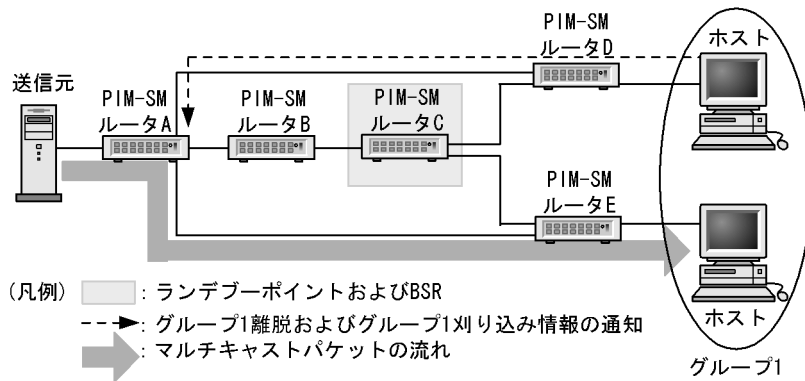 送信元
PIM-SM
ルータA
PIM-SM
ルータB
PIM-SM
ルータC
PIM-SM
ルータD
ホスト
PIM-SM
ルータE
ホスト
グループ1
(凡例)
: ランデブーポイントおよびBSR
: グループ1離脱およびグループ1刈り込み情報の通知
: マルチキャストパケットの流れ